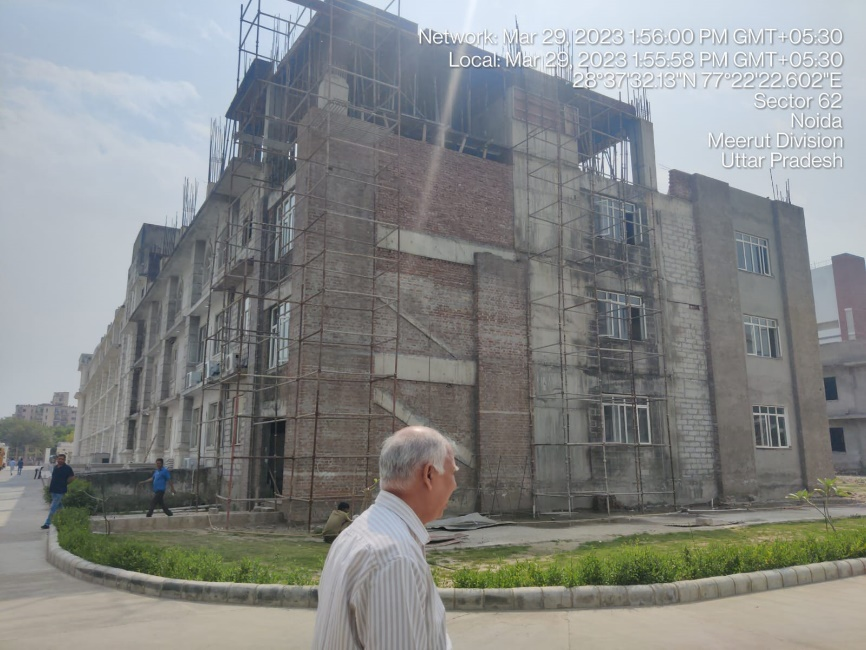 Network: Mar 29, 2023 1:56:00 PM GMT+05:30
Local: Mar 29, 2023 1:55:58 PM GMT+05:30
28°37'32.13"N 77°22'22.602"E
Sector 62
Noida
Meerut Division
Uttar Pradesh